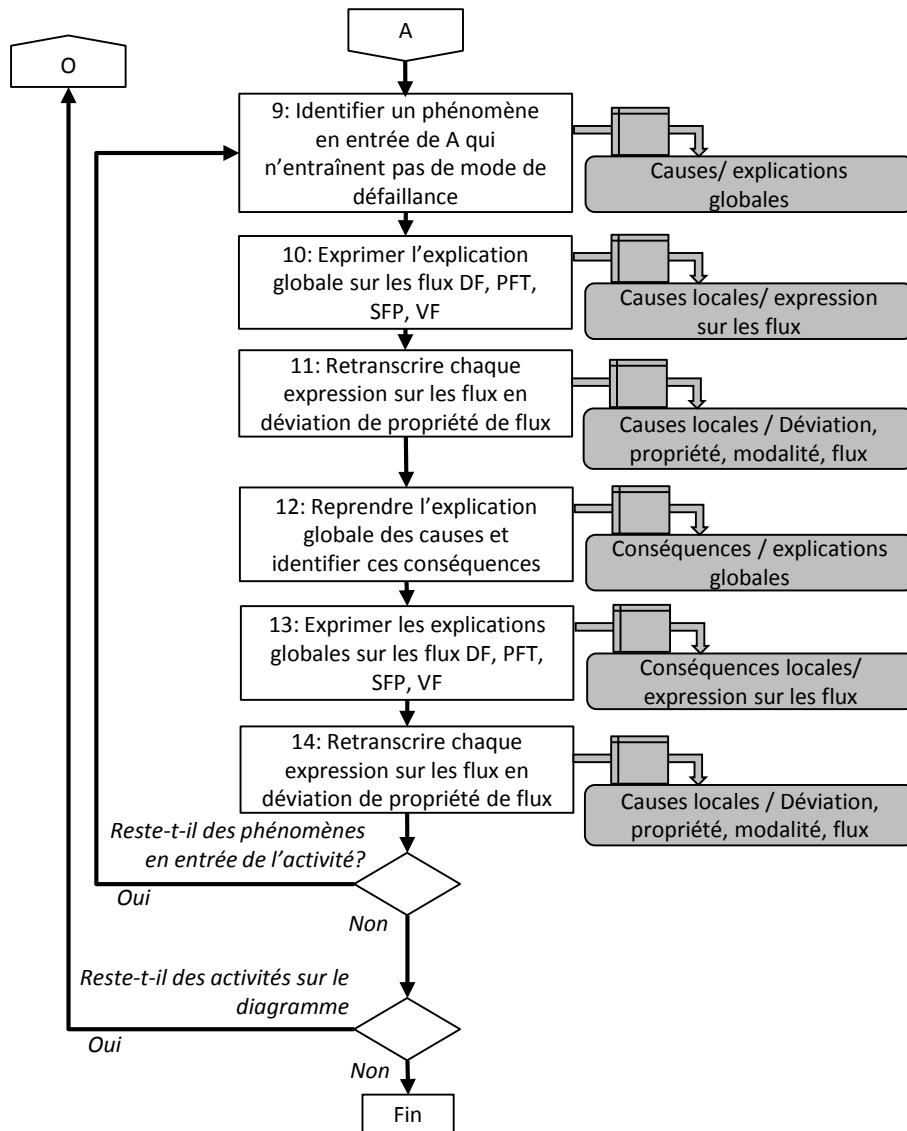 A
O
9: Identifier un phénomène
en entrée de A qui
n'entraînent pas de mode de
défaillance
Causes/ explications
globales
10: Exprimer l'explication
globale sur les flux DF, PFT,
SFP, VF
Causes locales/ expression
sur les flux
11: Retranscrire chaque
expression sur les flux en
déviation de propriété de flux
Causes locales / Déviation,
propriété, modalité, flux
12: Reprendre l'explication
globale des causes et
identifier ces conséquences
Conséquences / explications
globales
13: Exprimer les explications
globales sur les flux DF, PFT,
SFP, VF
Conséquences locales/
expression sur les flux
14: Retranscrire chaque
expression sur les flux en
déviation de propriété de flux
Causes locales / Déviation,
propriété, modalité, flux
Reste-t-il des phénomènes
en entrée de l'activité?
Oui
Non
Reste-t-il des activités sur le
diagramme
Oui
Non
Fin